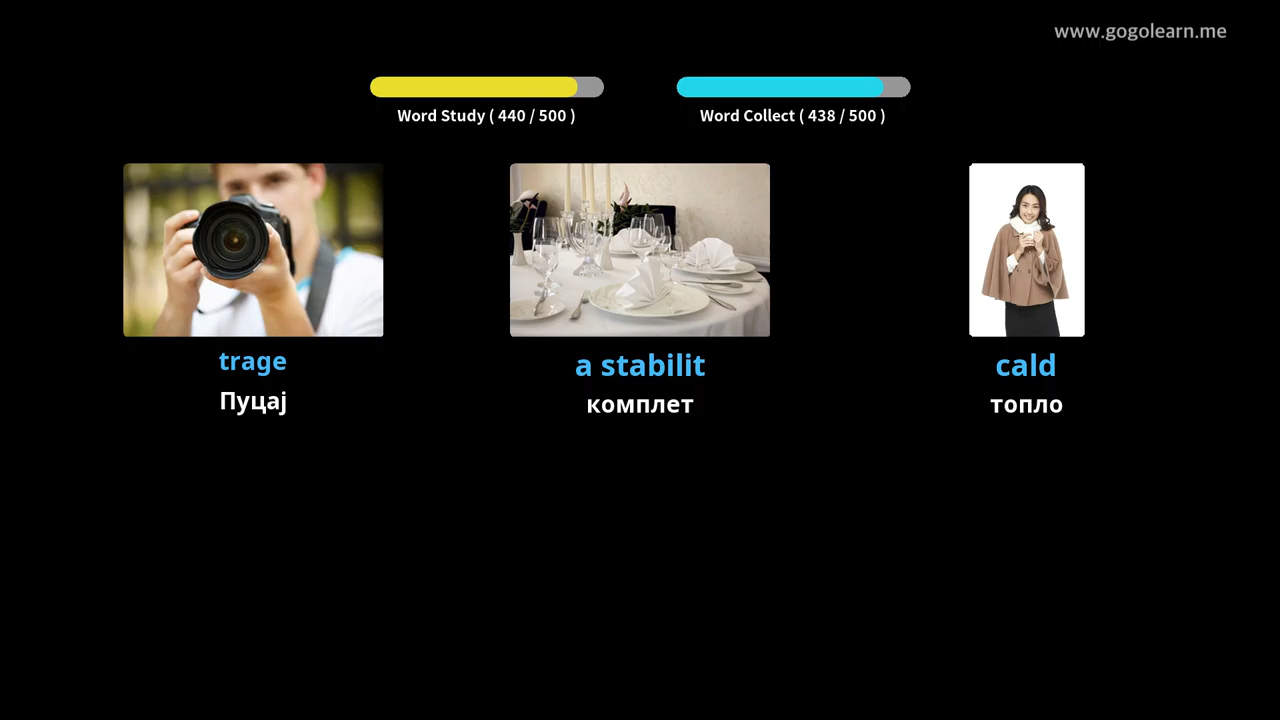 www.gogolearn.me
Word Study ( 440 / 500 )
Word Collect ( 438 / 500 )
trage
Пуцај
a stabilit
комплет
cald
топло